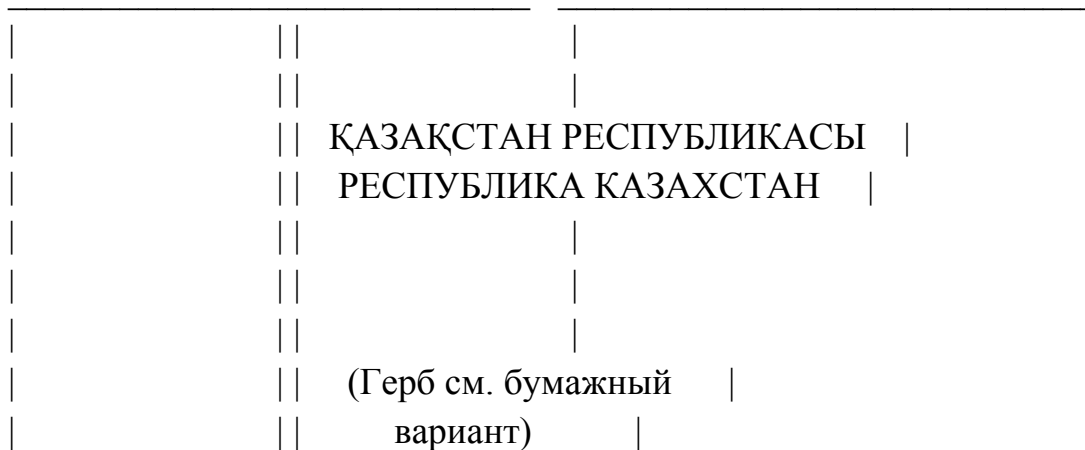 ҚАЗАҚСТАН РЕСПУБЛИКАСЫ
РЕСПУБЛИКА КАЗАХСТАН
(Герб см. бумажный
вариант)